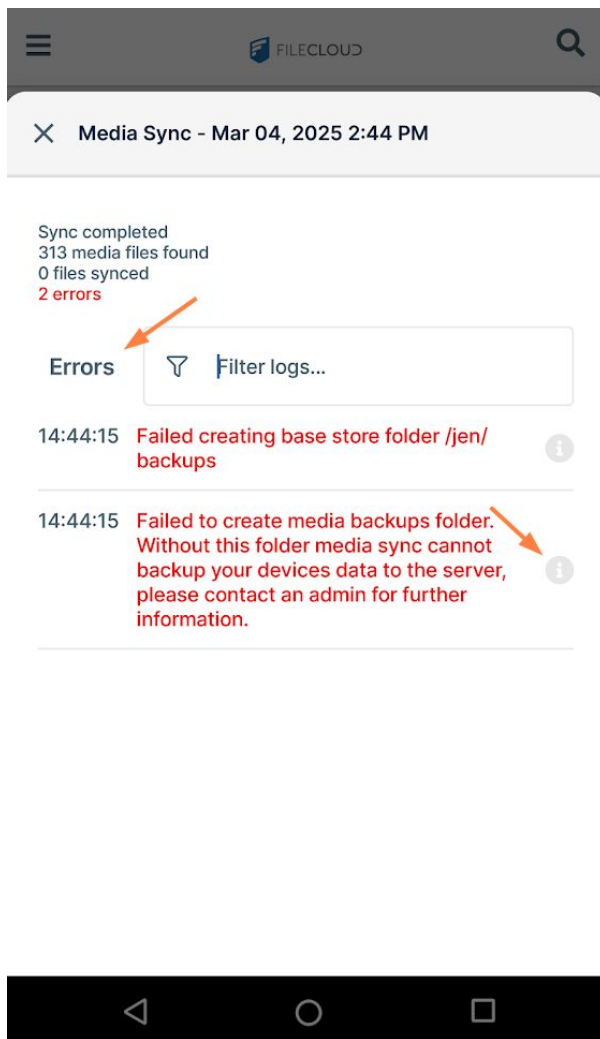 FILECLOUD
Media Sync - Mar 04, 2025 2:44 PM
Sync completed
313 media files found
0 files synced
2 errors
Errors
Filter logs...
14:44:15 Failed creating base store folder /jen/
backups
14:44:15 Failed to create media backups folder.
Without this folder media sync cannot
backup your devices data to the server,
please contact an admin for further
information.